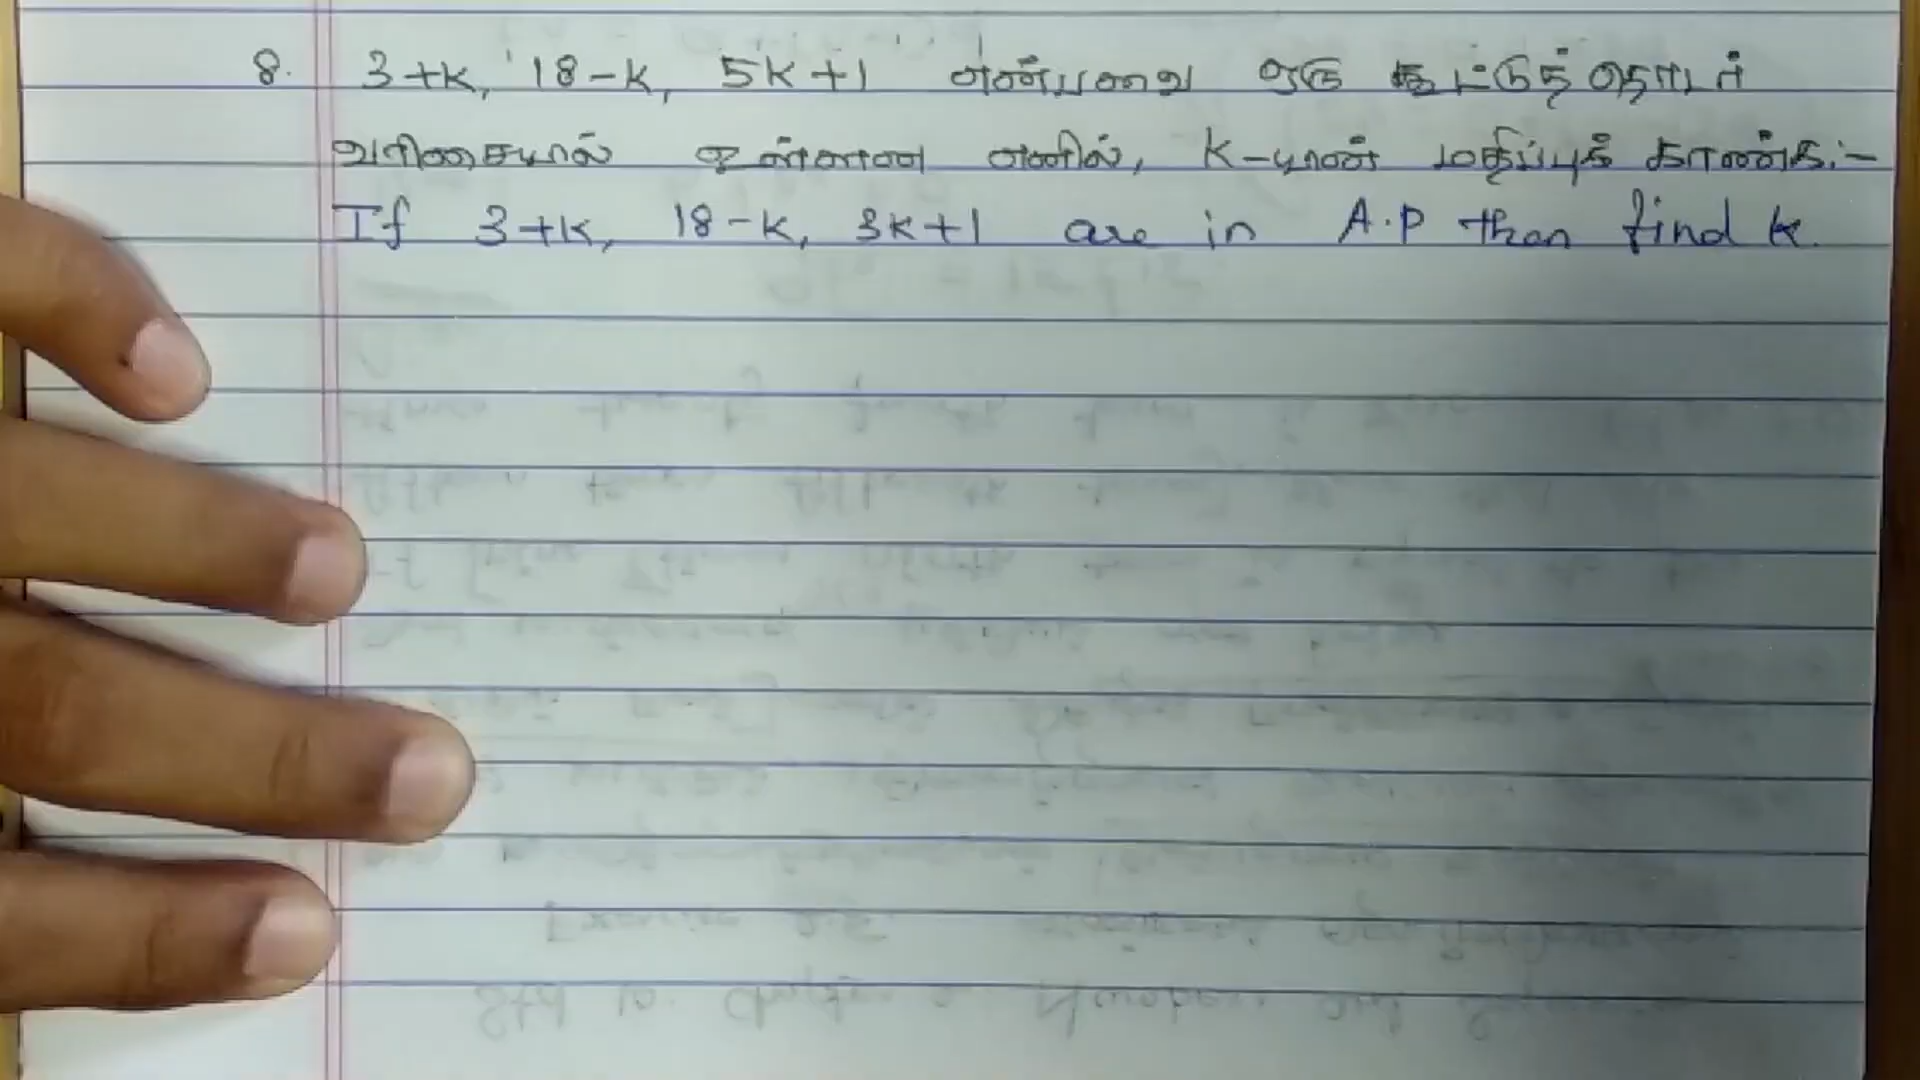 8. 3+k, 18-k, 5k+1 என்பனவ ஒரு கூட்டுத் தொடர்
வரிசையில் உள்ளன எனில், k-யான் மதிப்புக் காண்க:-
If 3+k, 18-k, 3k+1 are in A.P then find k.